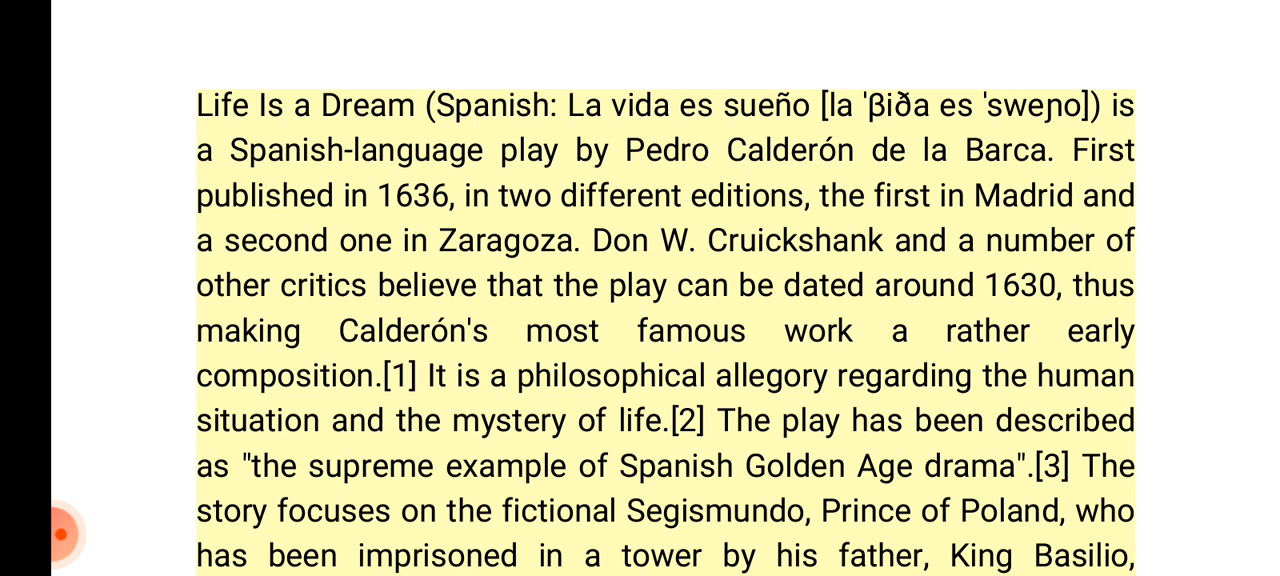 Life Is a Dream (Spanish: La vida es sueño [la ˈβiða es ˈsweɲo]) is
a Spanish-language play by Pedro Calderón de la Barca. First
published in 1636, in two different editions, the first in Madrid and
a second one in Zaragoza. Don W. Cruickshank and a number of
other critics believe that the play can be dated around 1630, thus
making Calderón's most famous work a rather early
composition.[1] It is a philosophical allegory regarding the human
situation and the mystery of life.[2] The play has been described
as "the supreme example of Spanish Golden Age drama".[3] The
story focuses on the fictional Segismundo, Prince of Poland, who
has been imprisoned in a tower by his father, King Basilio,